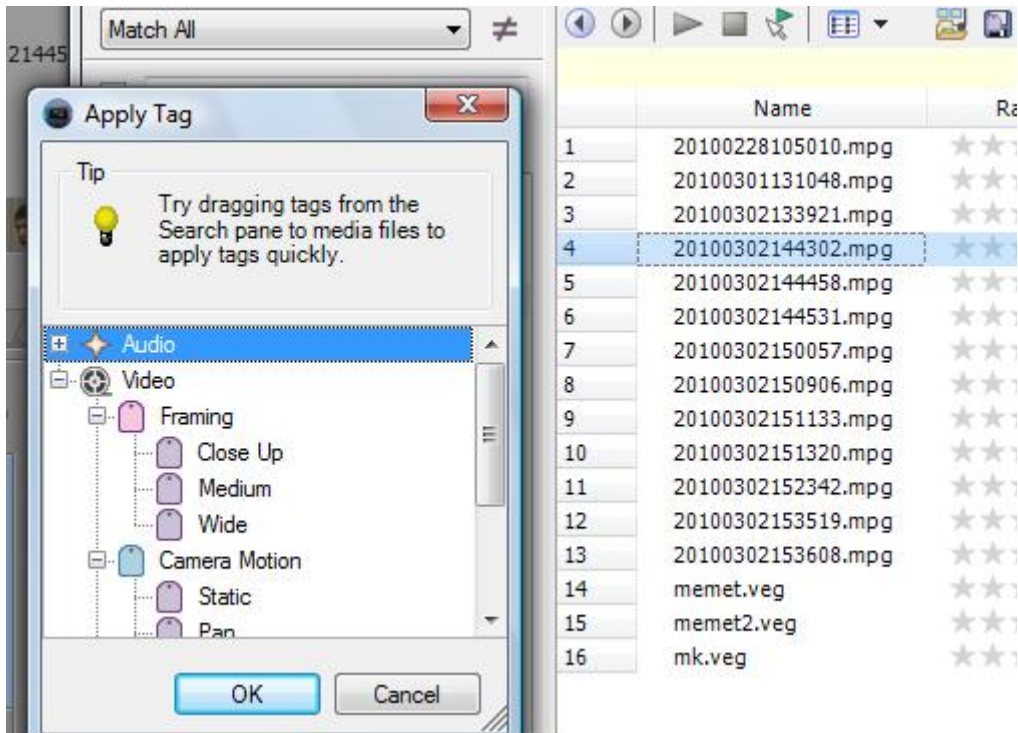 Match All
21445
Apply Tag
Tip
Try dragging tags from the
Search pane to media files to
apply tags quickly.
Audio
Video
Framing
Close Up
Medium
Wide
Camera Motion
Static
Pan
OK Cancel
Name Ra
1 20100228105010.mpg
2 20100301131048.mpg
3 20100302133921.mpg
4 20100302144302.mpg
5 20100302144458.mpg
6 20100302144531.mpg
7 20100302150057.mpg
8 20100302150906.mpg
9 20100302151133.mpg
10 20100302151320.mpg
11 20100302152342.mpg
12 20100302153519.mpg
13 20100302153608.mpg
14 memet.veg
15 memet2.veg
16 mk.veg